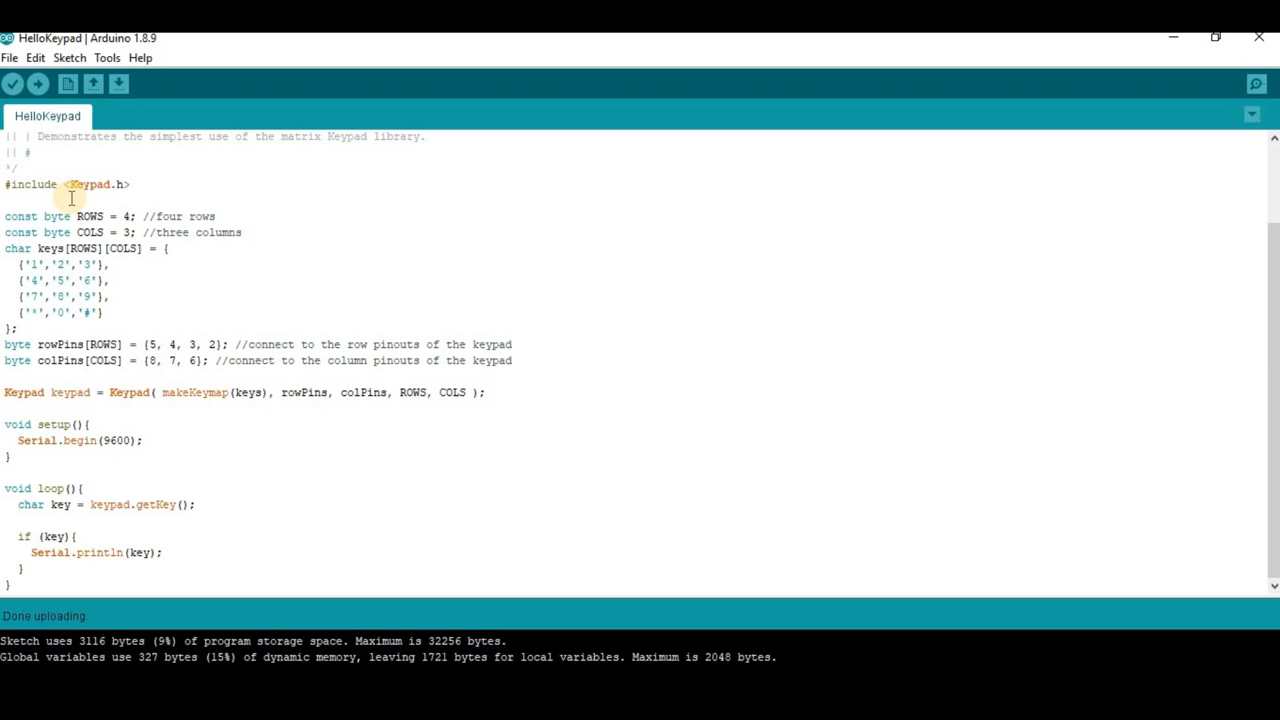 HelloKeypad | Arduino 1.8.9
File Edit Sketch Tools Help
HelloKeypad
|| | Demonstrates the simplest use of the matrix Keypad library.
|| #
*/
#include <Keypad.h>
const byte ROWS = 4; //four rows
const byte COLS = 3; //three columns
char keys[ROWS][COLS] = {
{'1','2','3'},
{'4','5','6'},
{'7','8','9'},
{'*','0','#'}
};
byte rowPins[ROWS] = {5, 4, 3, 2}; //connect to the row pinouts of the keypad
byte colPins[COLS] = {8, 7, 6}; //connect to the column pinouts of the keypad
Keypad keypad = Keypad( makeKeymap(keys), rowPins, colPins, ROWS, COLS );
void setup(){
Serial.begin(9600);
}
void loop(){
char key = keypad.getKey();
if (key){
Serial.println(key);
}
}
Done uploading.
Sketch uses 3116 bytes (9%) of program storage space. Maximum is 32256 bytes.
Global variables use 327 bytes (15%) of dynamic memory, leaving 1721 bytes for local variables. Maximum is 2048 bytes.